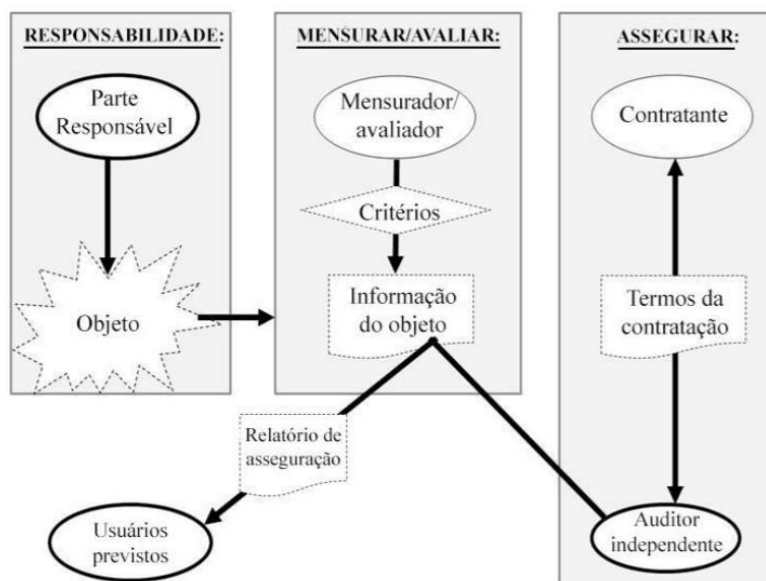 RESPONSABILIDADE:
Parte
Responsável
Objeto
MENSURAR/AVALIAR:
Mensurador/
avaliador
Critérios
Informação
do objeto
ASSEGURAR:
Contratante
Termos da
contratação
Relatório de
asseguração
Usuários
previstos
Auditor
independente